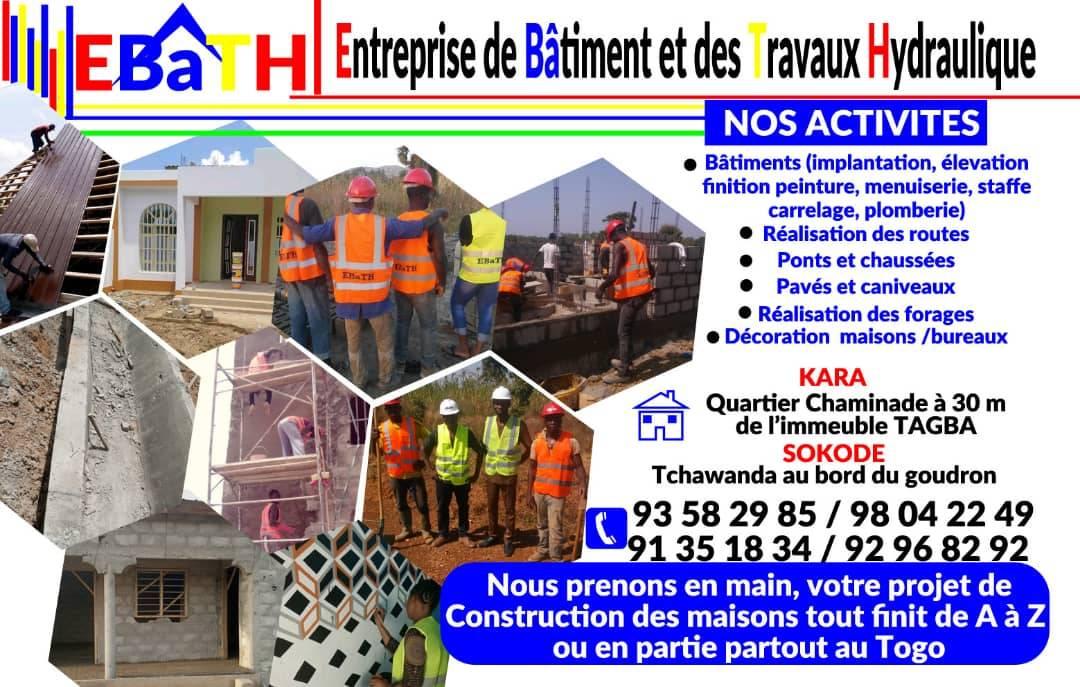 EBaTH
Entreprise de Bâtiment et des Travaux Hydraulique
NOS ACTIVITES
• Bâtiments (implantation, élevation
finition peinture, menuiserie, staffe
carrelage, plomberie)
• Réalisation des routes
• Ponts et chaussées
• Pavés et caniveaux
• Réalisation des forages
• Décoration maisons /bureaux
EBaTH
EBaTH
KARA
Quartier Chaminade à 30 m
de l'immeuble TAGBA
SOKODE
Tchawanda au bord du goudron
93 58 29 85 / 98 04 22 49
91 35 18 34 / 92 96 82 92
Nous prenons en main, votre projet de
Construction des maisons tout finit de A à Z
ou en partie partout au Togo